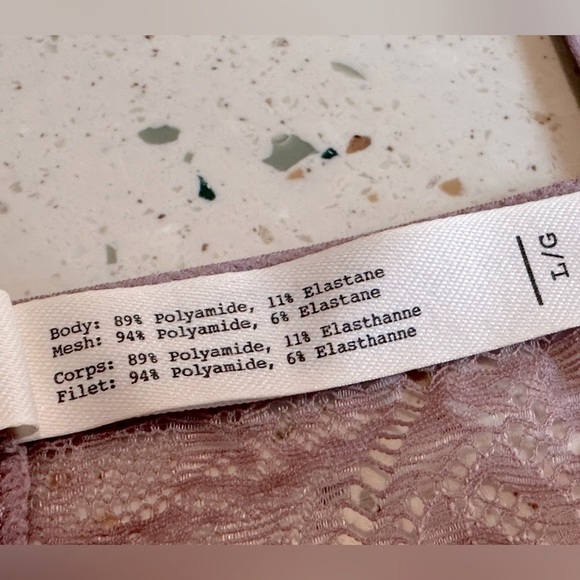 Body: 89% Polyamide, 11% Elastane
Mesh: 94% Polyamide, 6% Elastane
Corps: 89% Polyamide, 11% Elasthanne
Filet: 94% Polyamide, 6% Elasthanne
L/G